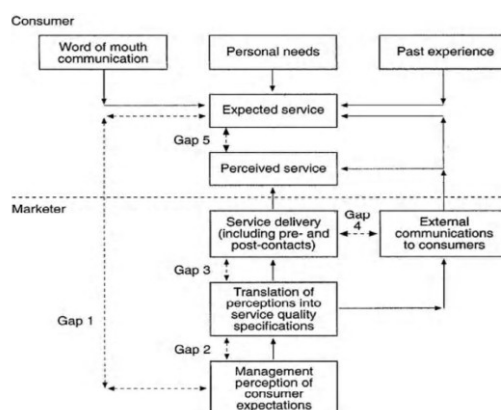 Consumer
Word of mouth
communication
Personal needs
Past experience
Expected service
Gap 5
Perceived service
Marketer
Service delivery
(including pre- and
post-contacts)
Gap
4
External
communications
to consumers
Gap 3
Translation of
perceptions into
service quality
specifications
Gap 1
Gap 2
Management
perception of
consumer
expectations